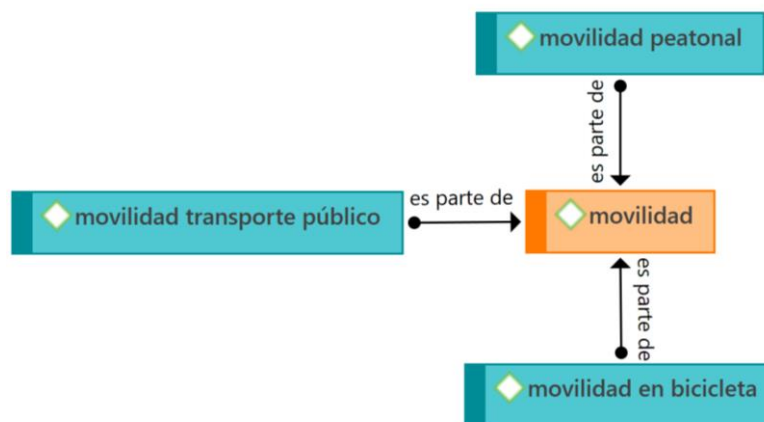 movilidad peatonal
es parte de
movilidad transporte público
es parte de
movilidad
es parte de
movilidad en bicicleta